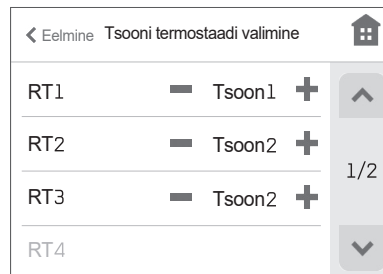 Eelmine Tsooni termostaadi valimine
RT1 Tsoon1
RT2 Tsoon2
RT3 Tsoon2
RT4
1/2